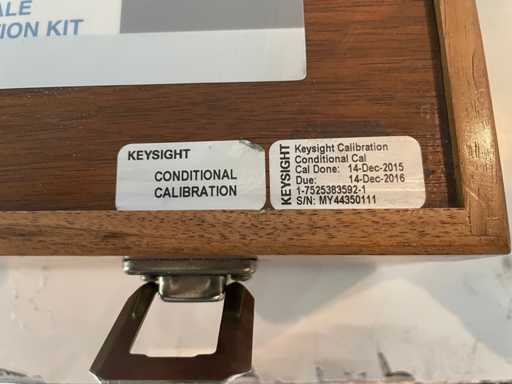 ALE
TION KIT
KEYSIGHT
CONDITIONAL
CALIBRATION
KEYSIGHT
Keysight Calibration
Conditional Cal
Cal Done: 14-Dec-2015
Due: 14-Dec-2016
1-7525383592-1
S/N: MY44350111